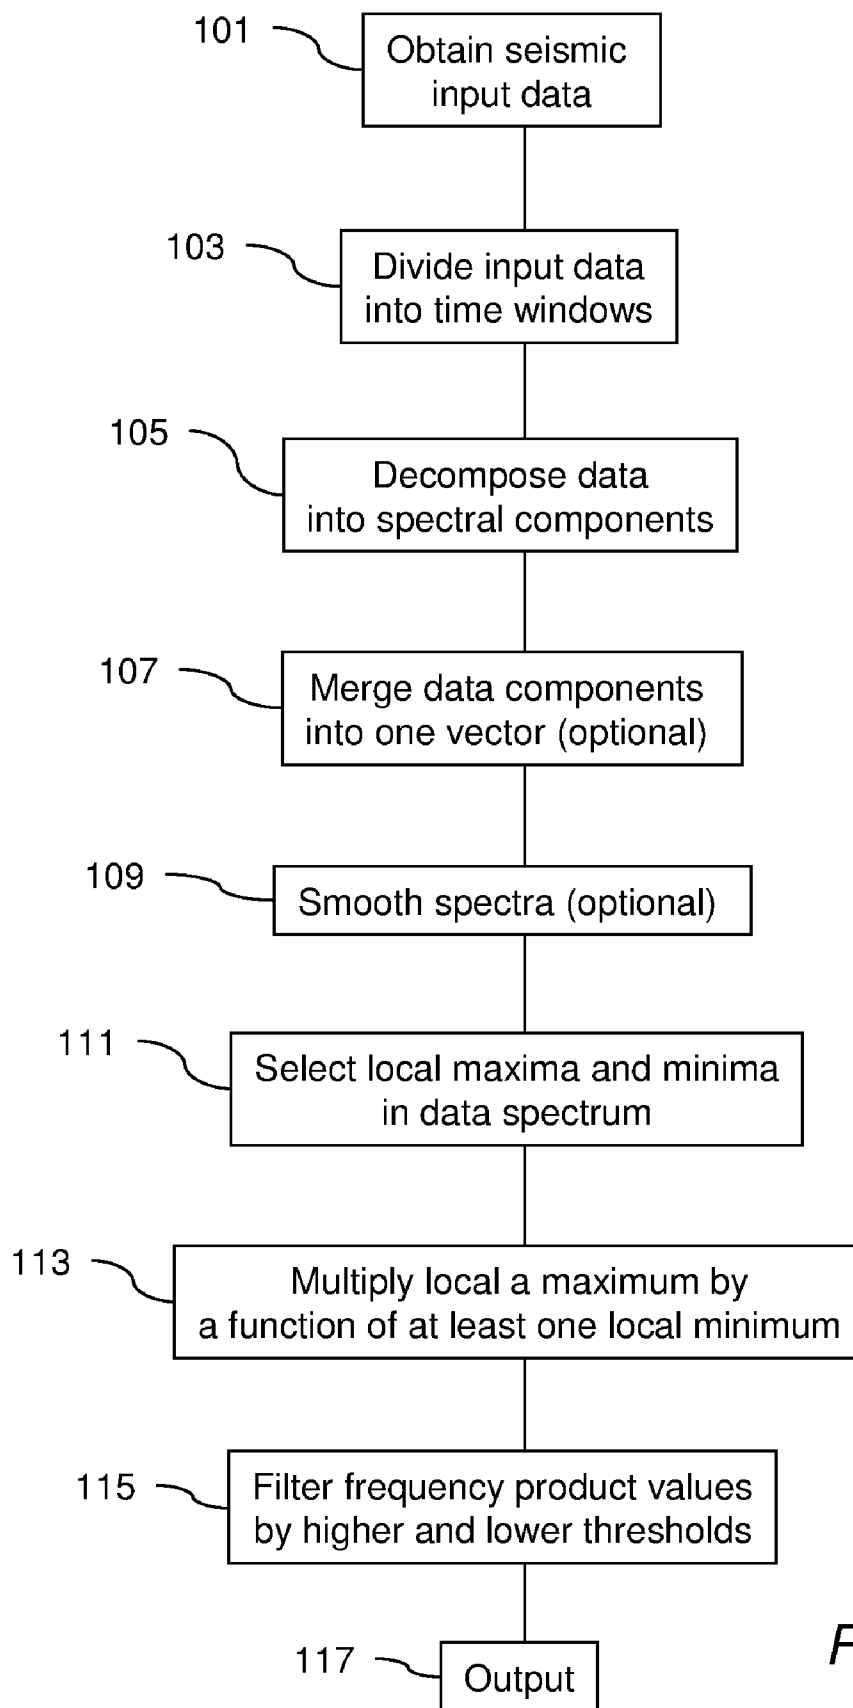 101
Obtain seismic
input data
103
Divide input data
into time windows
105
Decompose data
into spectral components
107
Merge data components
into one vector (optional)
109
Smooth spectra (optional)
111
Select local maxima and minima
in data spectrum
113
Multiply local a maximum by
a function of at least one local minimum
115
Filter frequency product values
by higher and lower thresholds
117
Output